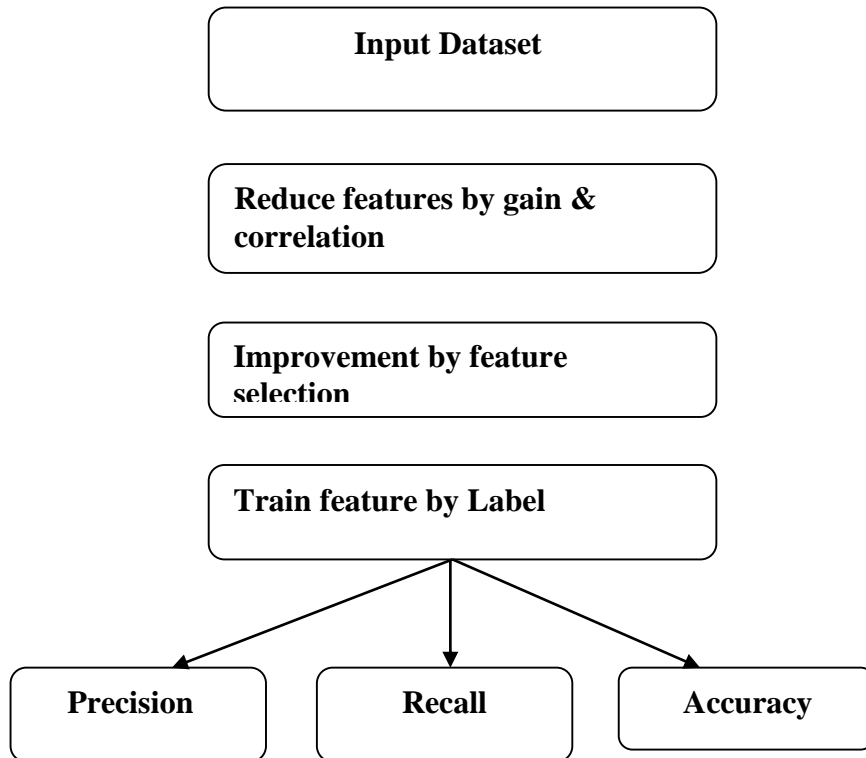 Input Dataset
Reduce features by gain &
correlation
Improvement by feature
selection
Train feature by Label
Precision
Recall
Accuracy